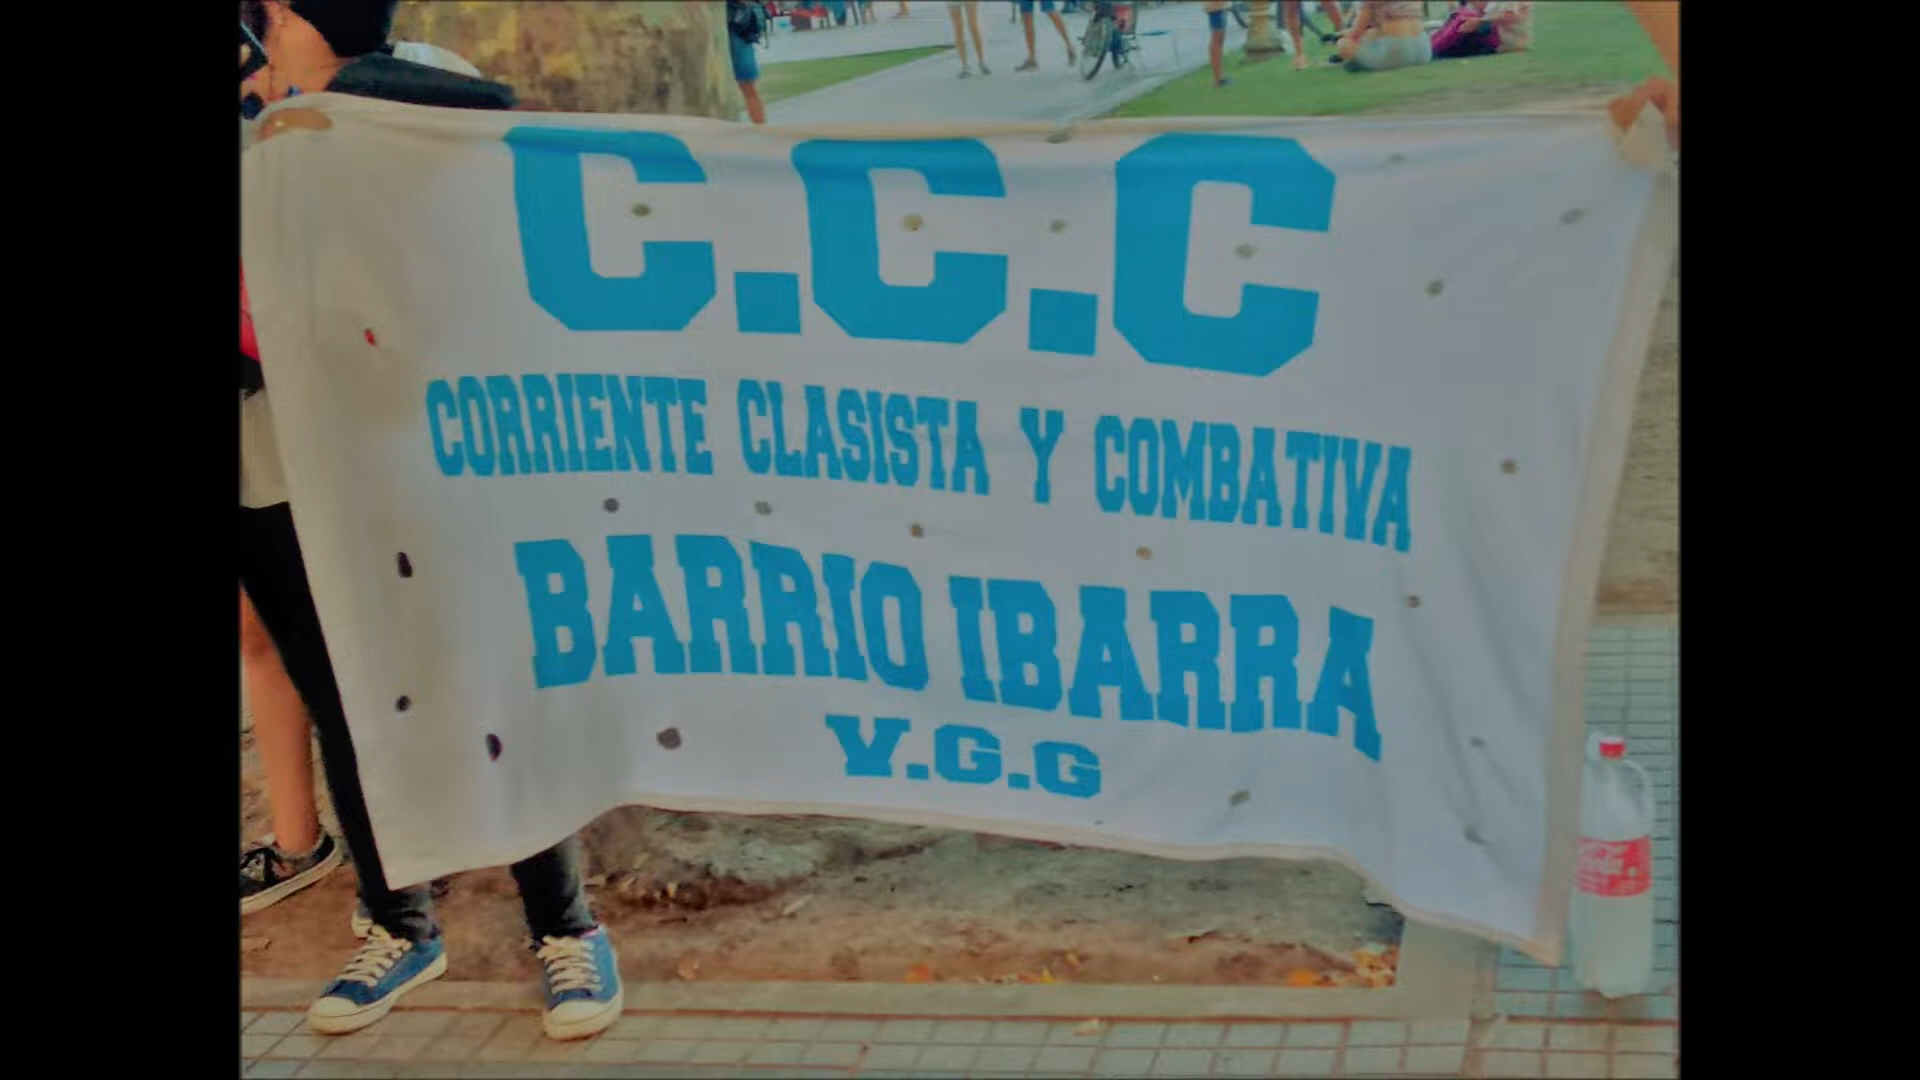 C.C.C
CORRIENTE CLASISTA Y COMBATIVA
BARRIO IBARRA
V.G.G